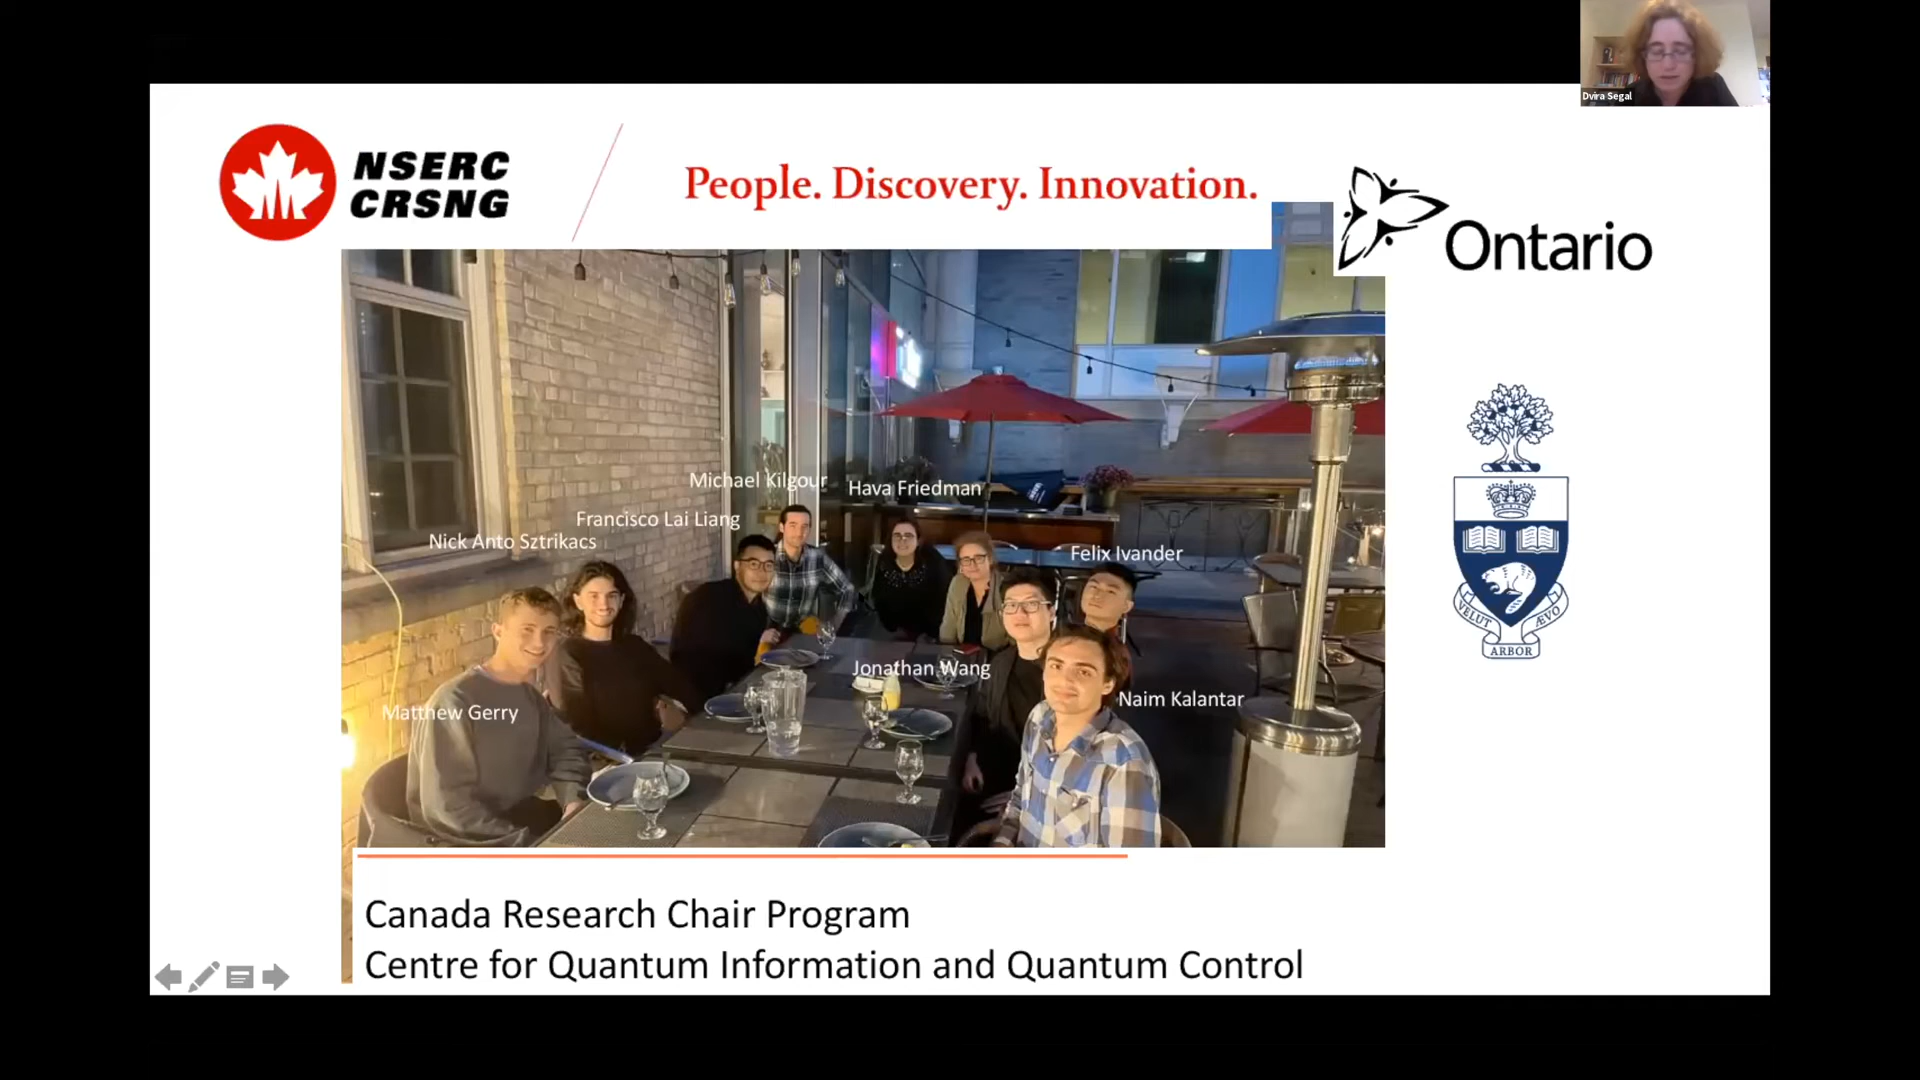 Dvira Segal
NSERC
CRSNG
People. Discovery. Innovation.
Ontario
Michael Kilgour
Hava Friedman
Francisco Lai Liang
Nick Anto Sztrikacs
Felix Ivander
Jonathan Wang
Naim Kalantar
Matthew Gerry
VELUT ÆVO
ARBOR
Canada Research Chair Program
Centre for Quantum Information and Quantum Control